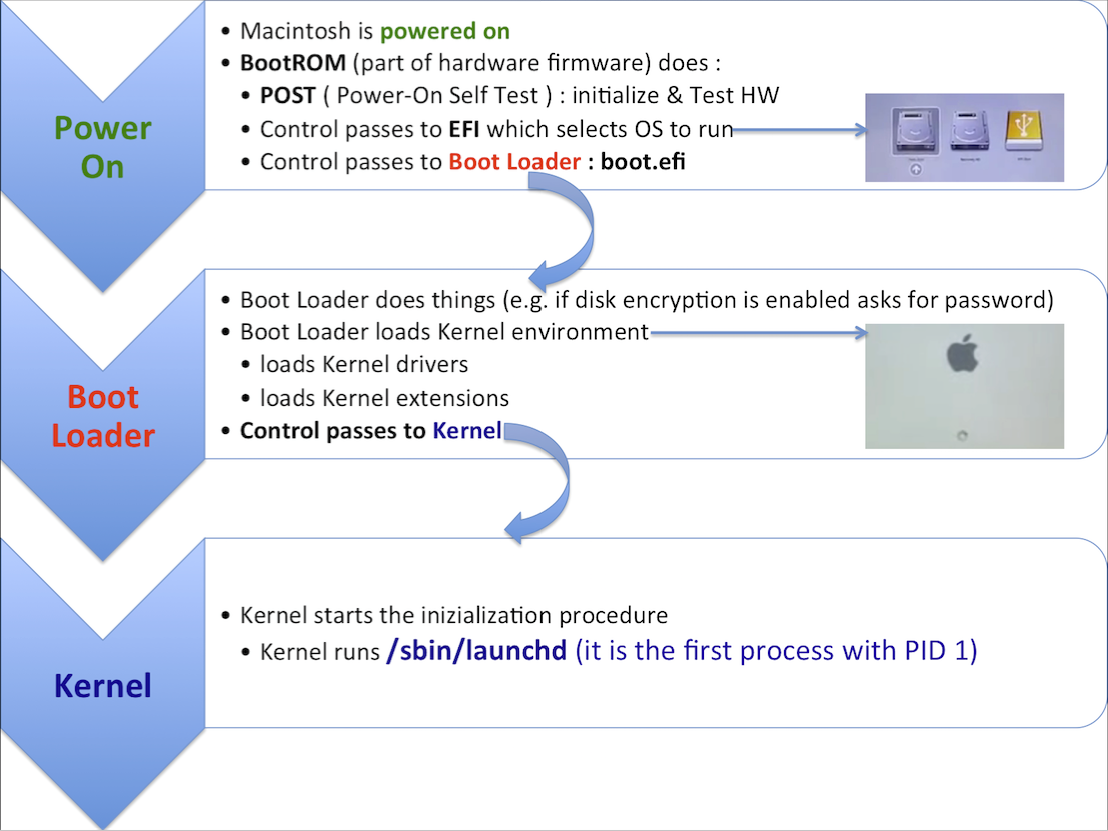 Power
On
• Macintosh is powered on
• BootROM (part of hardware firmware) does :
• POST ( Power-On Self Test ) : initialize & Test HW
• Control passes to EFI which selects OS to run
• Control passes to Boot Loader : boot.efi
Boot
Loader
• Boot Loader does things (e.g. if disk encryption is enabled asks for password)
• Boot Loader loads Kernel environment
• loads Kernel drivers
• loads Kernel extensions
• Control passes to Kernel
Kernel
• Kernel starts the inizialization procedure
• Kernel runs /sbin/launchd (it is the first process with PID 1)